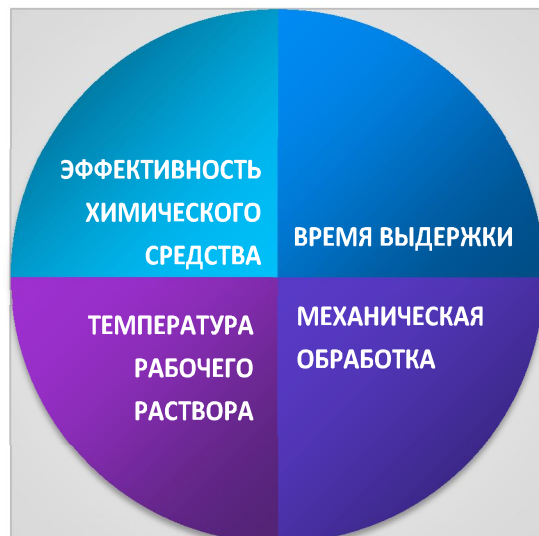 ЭФФЕКТИВНОСТЬ
ХИМИЧЕСКОГО
СРЕДСТВА
ВРЕМЯ ВЫДЕРЖКИ
ТЕМПЕРАТУРА
РАБОЧЕГО
РАСТВОРА
МЕХАНИЧЕСКАЯ
ОБРАБОТКА